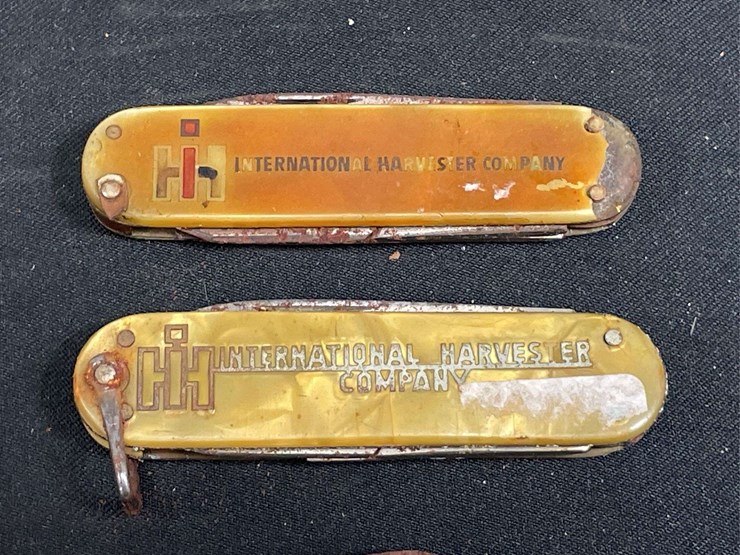 IH INTERNATIONAL HARVESTER COMPANY
IH INTERNATIONAL HARVESTER
COMPANY